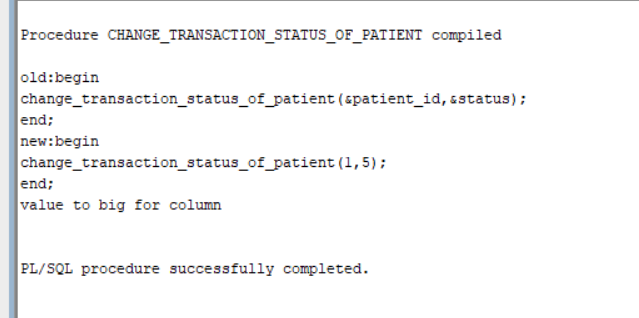 Procedure CHANGE_TRANSACTION_STATUS_OF_PATIENT compiled
old:begin
change_transaction_status_of_patient(&patient_id,&status);
end;
new:begin
change_transaction_status_of_patient(1,5);
end;
value to big for column
PL/SQL procedure successfully completed.